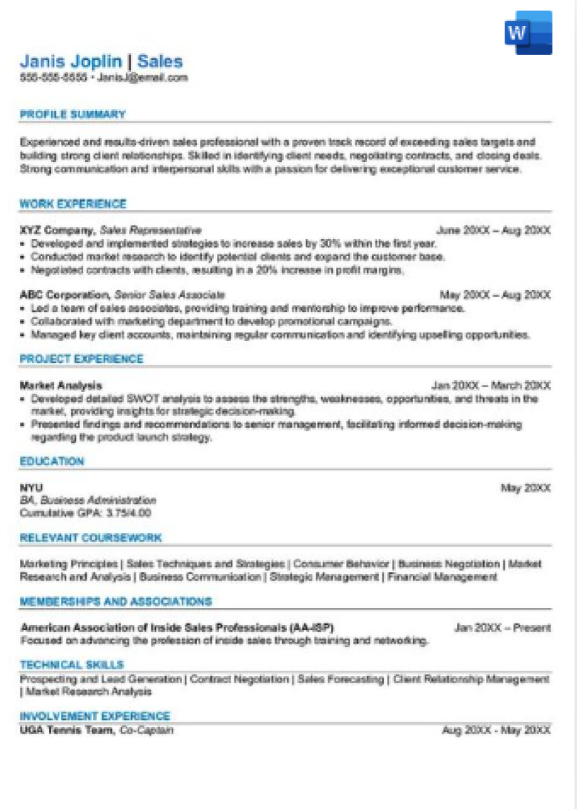 W
Janis Joplin | Sales
555-555-5555 • JanisJ@email.com
PROFILE SUMMARY
Experienced and results-driven sales professional with a proven track record of exceeding sales targets and
building strong client relationships. Skilled in identifying client needs, negotiating contracts, and closing deals.
Strong communication and interpersonal skills with a passion for delivering exceptional customer service.
WORK EXPERIENCE
XYZ Company, Sales Representative June 20XX – Aug 20XX
• Developed and implemented strategies to increase sales by 30% within the first year.
• Conducted market research to identify potential clients and expand the customer base.
• Negotiated contracts with clients, resulting in a 20% increase in profit margins.
ABC Corporation, Senior Sales Associate May 20XX – Aug 20XX
• Led a team of sales associates, providing training and mentorship to improve performance.
• Collaborated with marketing department to develop promotional campaigns.
• Managed key client accounts, maintaining regular communication and identifying upselling opportunities.
PROJECT EXPERIENCE
Market Analysis Jan 20XX – March 20XX
• Developed detailed SWOT analysis to assess the strengths, weaknesses, opportunities, and threats in the
market, providing insights for strategic decision-making.
• Presented findings and recommendations to senior management, facilitating informed decision-making
regarding the product launch strategy.
EDUCATION
NYU May 20XX
BA, Business Administration
Cumulative GPA: 3.75/4.00
RELEVANT COURSEWORK
Marketing Principles | Sales Techniques and Strategies | Consumer Behavior | Business Negotiation | Market
Research and Analysis | Business Communication | Strategic Management | Financial Management
MEMBERSHIPS AND ASSOCIATIONS
American Association of Inside Sales Professionals (AA-ISP) Jan 20XX – Present
Focused on advancing the profession of inside sales through training and networking.
TECHNICAL SKILLS
Prospecting and Lead Generation | Contract Negotiation | Sales Forecasting | Client Relationship Management
| Market Research Analysis
INVOLVEMENT EXPERIENCE
UGA Tennis Team, Co-Captain Aug 20XX - May 20XX